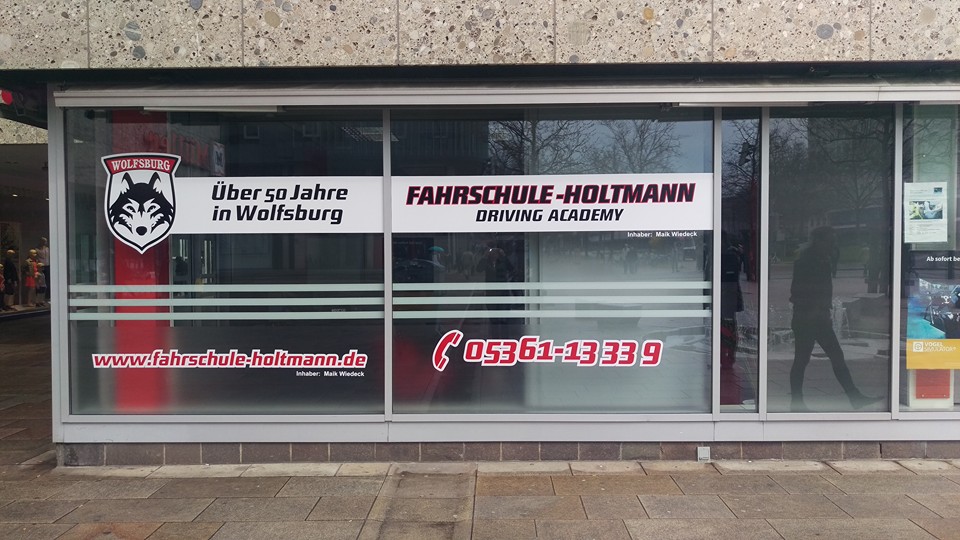 WOLFSBURG
Über 50 Jahre
in Wolfsburg
FAHRSCHULE-HOLTMANN
DRIVING ACADEMY
Inhaber: Maik Wiedeck
www.fahrschule-holtmann.de
Inhaber: Maik Wiedeck
05361-13 33 9
Ab sofort be
VOGEL